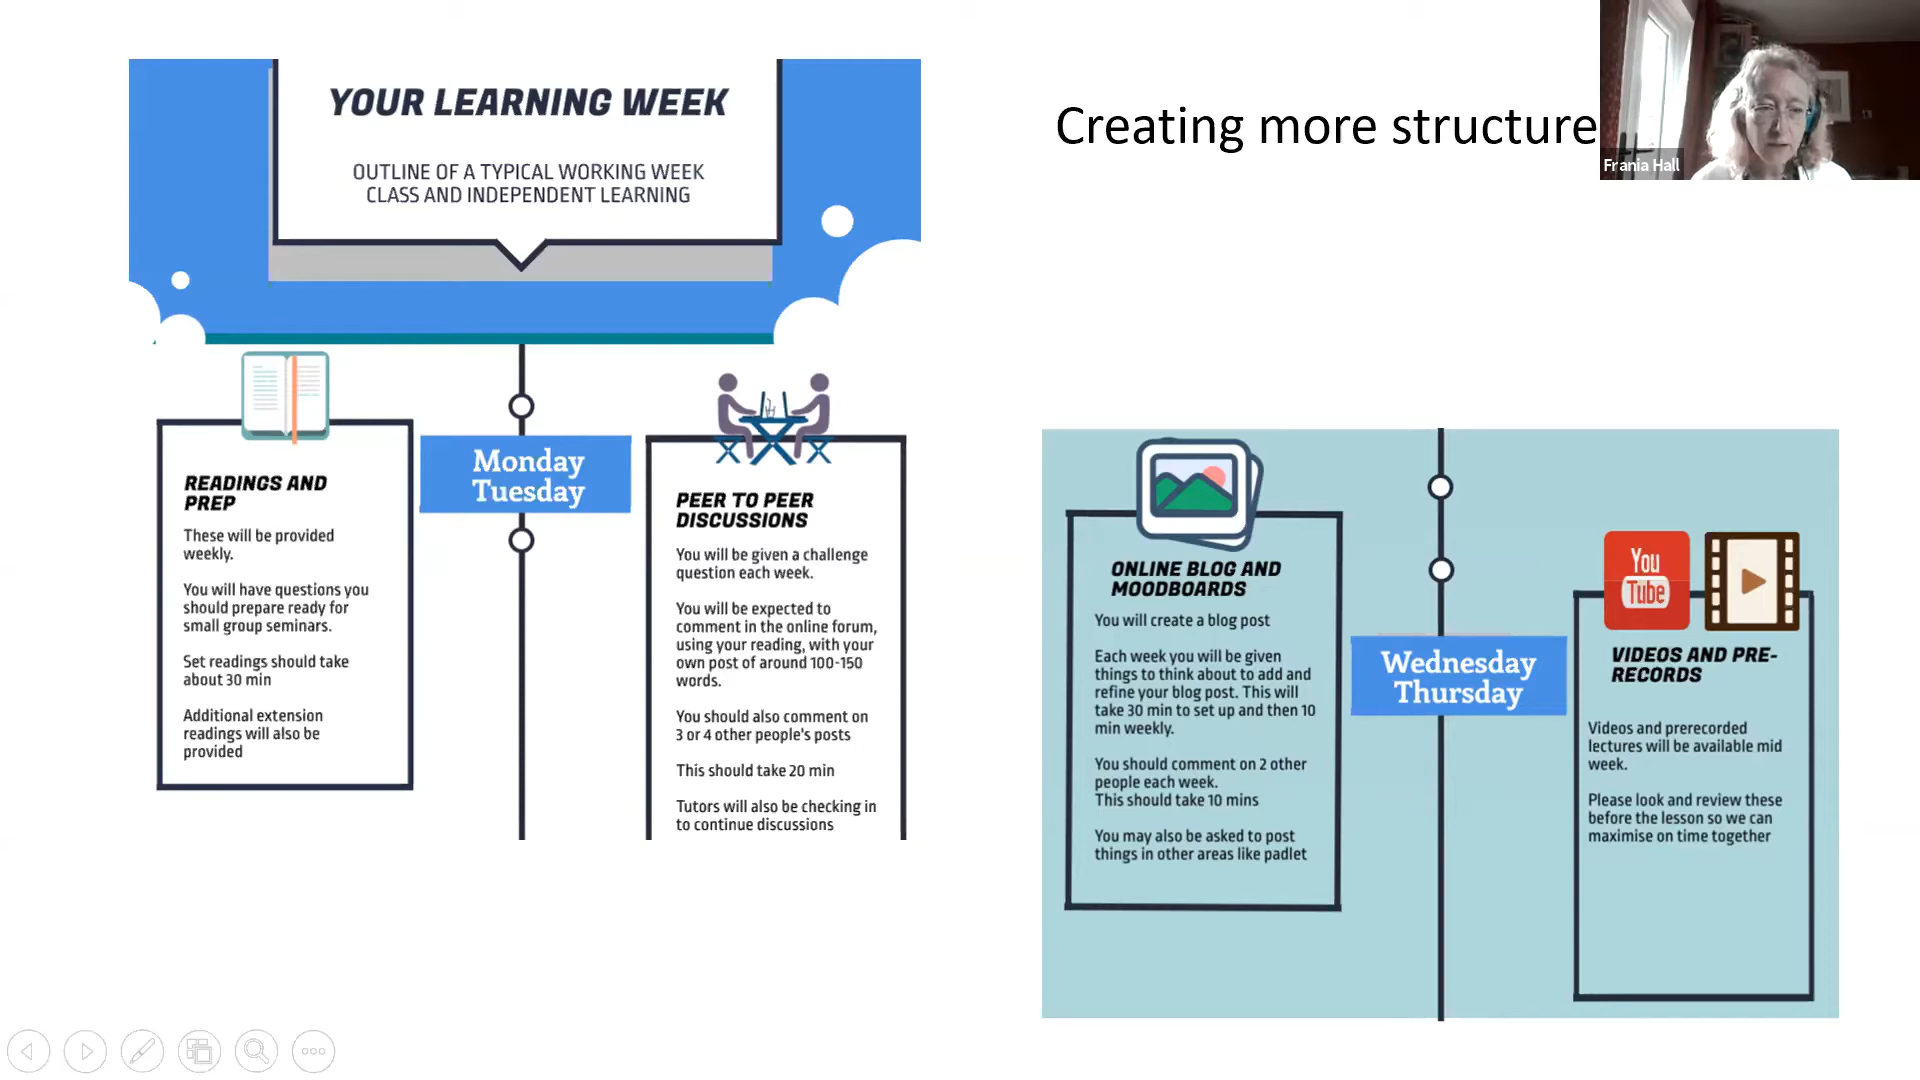 YOUR LEARNING WEEK
OUTLINE OF A TYPICAL WORKING WEEK
CLASS AND INDEPENDENT LEARNING
Creating more structure
Frania Hall
READINGS AND
PREP
These will be provided
weekly.
You will have questions you
should prepare ready for
small group seminars.
Set readings should take
about 30 min
Additional extension
readings will also be
provided
Monday
Tuesday
PEER TO PEER
DISCUSSIONS
You will be given a challenge
question each week.
You will be expected to
comment in the online forum,
using your reading, with your
own post of around 100-150
words.
You should also comment on
3 or 4 other people's posts
This should take 20 min
Tutors will also be checking in
to continue discussions
ONLINE BLOG AND
MOODBOARDS
You will create a blog post
Each week you will be given
things to think about to add and
refine your blog post. This will
take 30 min to set up and then 10
min weekly.
You should comment on 2 other
people each week.
This should take 10 mins
You may also be asked to post
things in other areas like padlet
Wednesday
Thursday
You
Tube
VIDEOS AND PRE-
RECORDS
Videos and prerecorded
lectures will be available mid
week.
Please look and review these
before the lesson so we can
maximise on time together